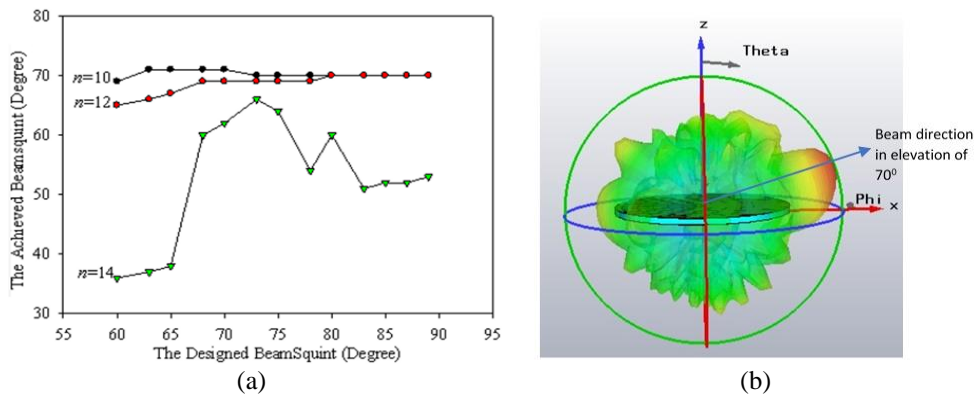 80
70
60
50
40
30
55
60
65
70
75
80
85
90
95
The Achieved Beamsqunt (Degree)
The Designed BeamSquint (Degree)
n=10
n=12
n=14
(a)
z
Theta
Beam direction
in elevation of
70⁰
Phi
x
(b)